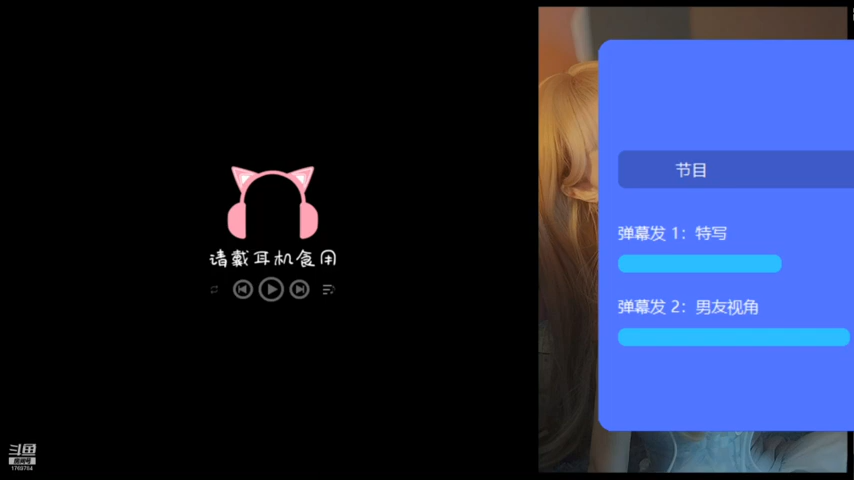 请戴耳机食用
节目
弹幕发 1：特写
弹幕发 2：男友视角
斗鱼
1769764